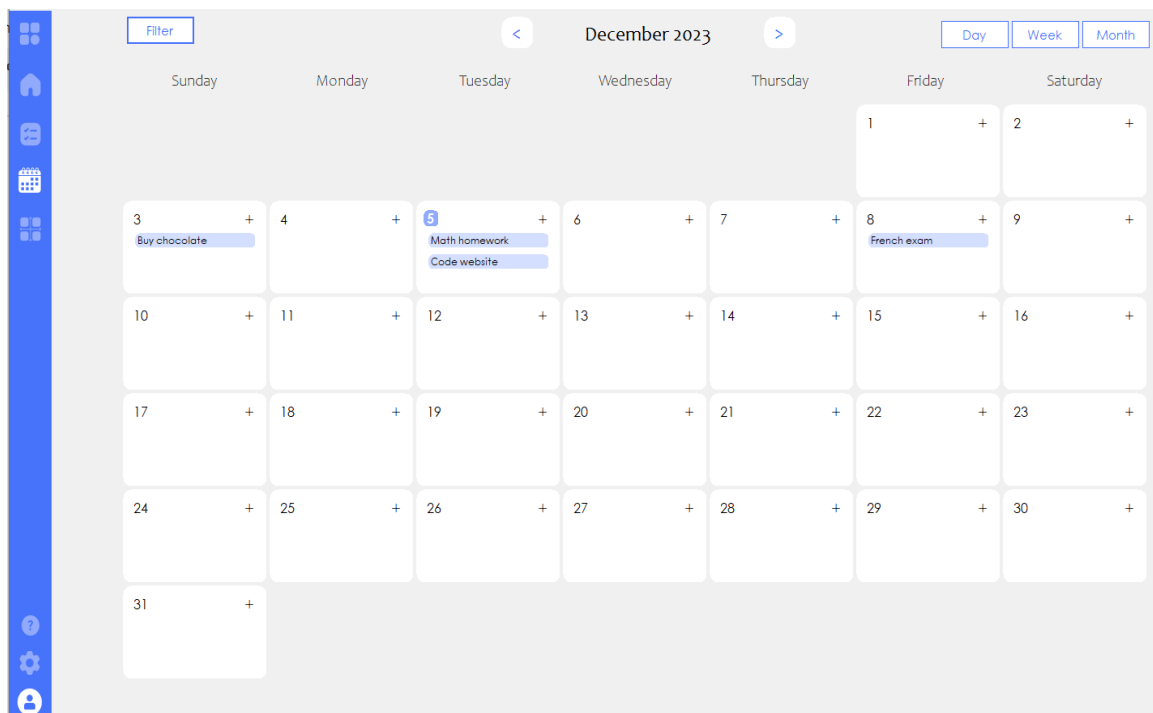 Filter < December 2023 > Day Week Month
Sunday Monday Tuesday Wednesday Thursday Friday Saturday
1 + 2 +
3 + 4 + 5 + 6 + 7 + 8 + 9 +
Buy chocolate Math homework French exam
Code website
10 + 11 + 12 + 13 + 14 + 15 + 16 +
17 + 18 + 19 + 20 + 21 + 22 + 23 +
24 + 25 + 26 + 27 + 28 + 29 + 30 +
31 +
?